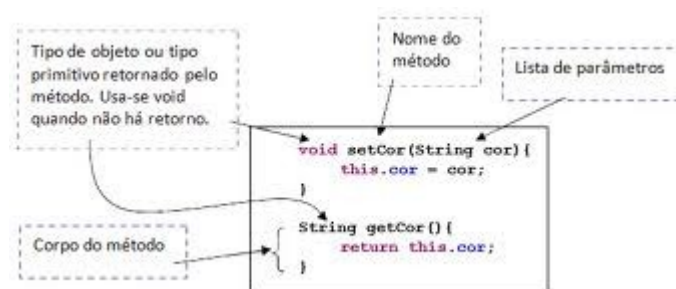 Tipo de objeto ou tipo
primitivo retornado pelo
método. Usa-se void
quando não há retorno.
Nome do
método
Lista de parâmetros
void setCor(String cor){
this.cor = cor;
}
String getCor(){
return this.cor;
}
Corpo do método